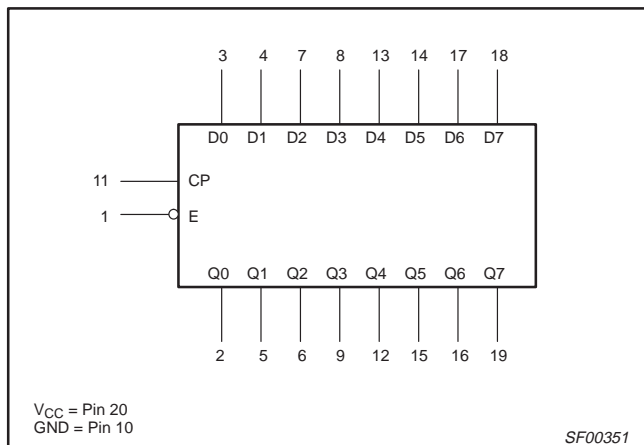 3 4 7 8 13 14 17 18
D0 D1 D2 D3 D4 D5 D6 D7
11 CP
1 E
Q0 Q1 Q2 Q3 Q4 Q5 Q6 Q7
2 5 6 9 12 15 16 19
VCC = Pin 20
GND = Pin 10
SF00351